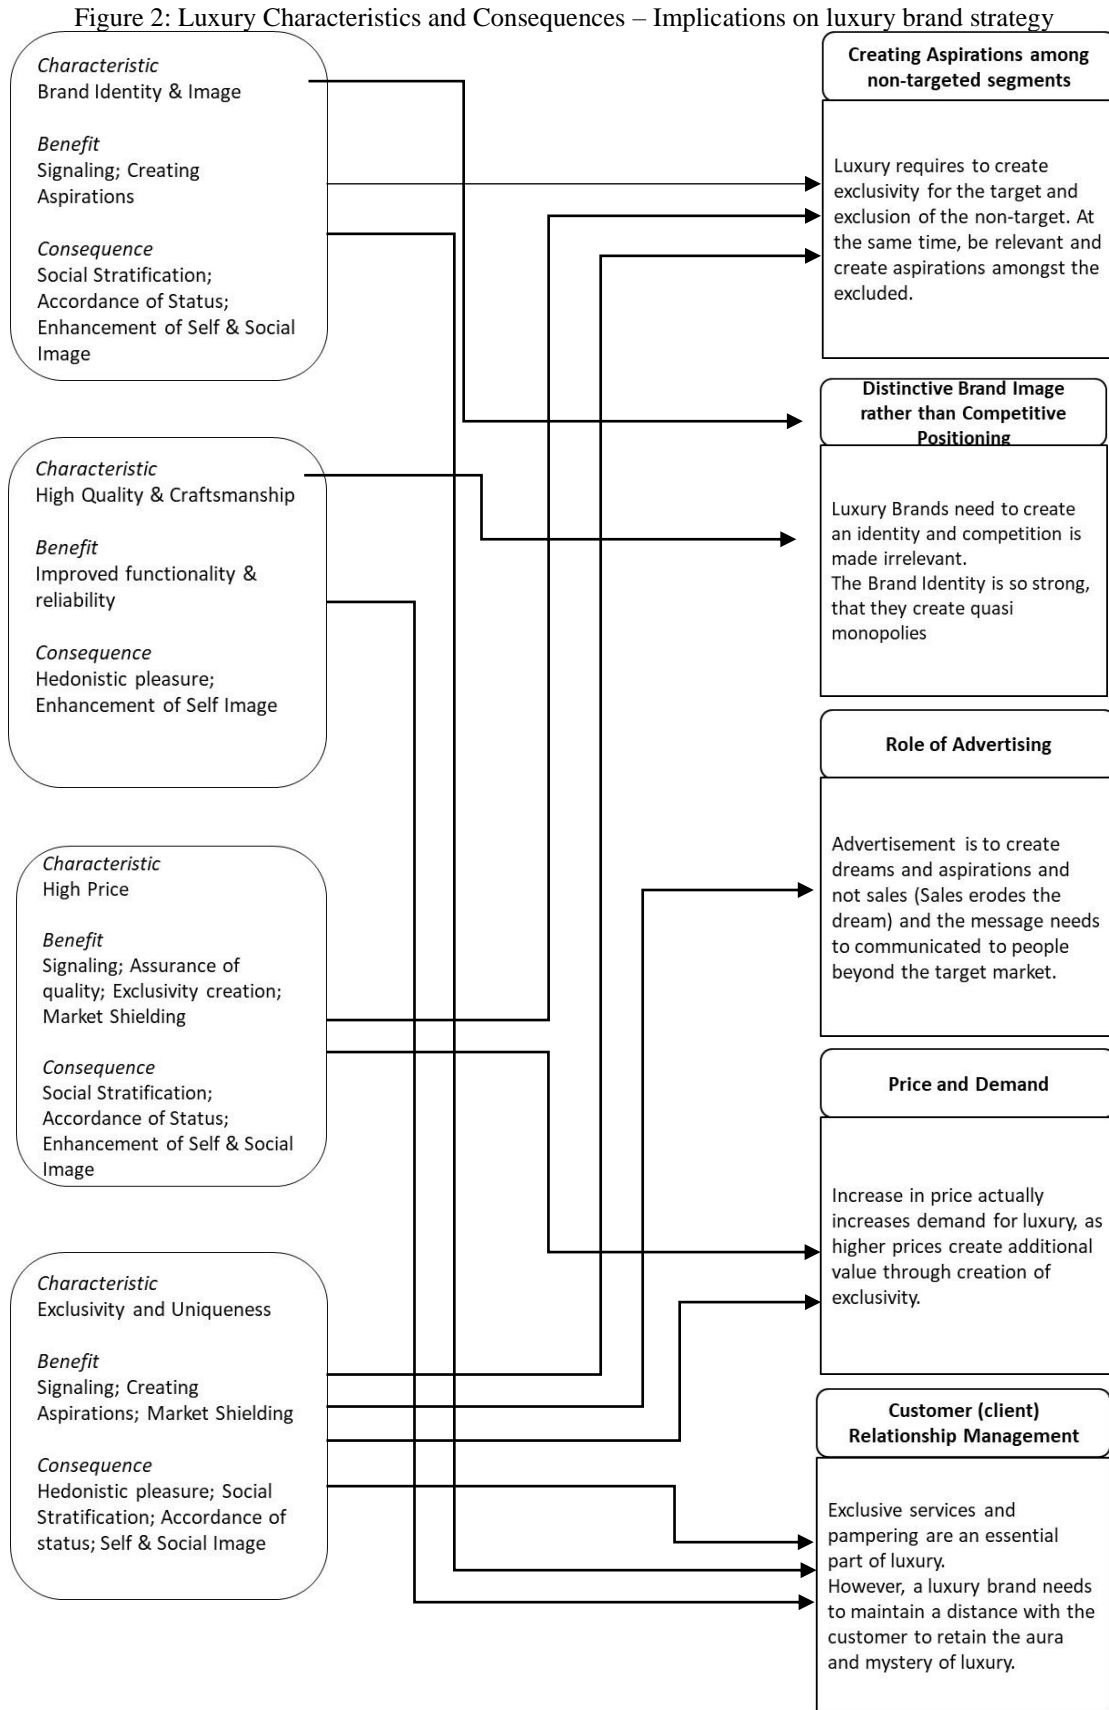 Figure 2: Luxury Characteristics and Consequences – Implications on luxury brand strategy
Characteristic
Brand Identity & Image
Benefit
Signaling; Creating
Aspirations
Consequence
Social Stratification;
Accordance of Status;
Enhancement of Self & Social
Image
Characteristic
High Quality & Craftsmanship
Benefit
Improved functionality &
reliability
Consequence
Hedonistic pleasure;
Enhancement of Self Image
Characteristic
High Price
Benefit
Signaling; Assurance of
quality; Exclusivity creation;
Market Shielding
Consequence
Social Stratification;
Accordance of Status;
Enhancement of Self & Social
Image
Characteristic
Exclusivity and Uniqueness
Benefit
Signaling; Creating
Aspirations; Market Shielding
Consequence
Hedonistic pleasure; Social
Stratification; Accordance of
status; Self & Social Image
Creating Aspirations among
non-targeted segments
Luxury requires to create
exclusivity for the target and
exclusion of the non-target. At
the same time, be relevant and
create aspirations amongst the
excluded.
Distinctive Brand Image
rather than Competitive
Positioning
Luxury Brands need to create
an identity and competition is
made irrelevant.
The Brand Identity is so strong,
that they create quasi
monopolies
Role of Advertising
Advertisement is to create
dreams and aspirations and
not sales (Sales erodes the
dream) and the message needs
to communicated to people
beyond the target market.
Price and Demand
Increase in price actually
increases demand for luxury, as
higher prices create additional
value through creation of
exclusivity.
Customer (client)
Relationship Management
Exclusive services and
pampering are an essential
part of luxury.
However, a luxury brand needs
to maintain a distance with the
customer to retain the aura
and mystery of luxury.